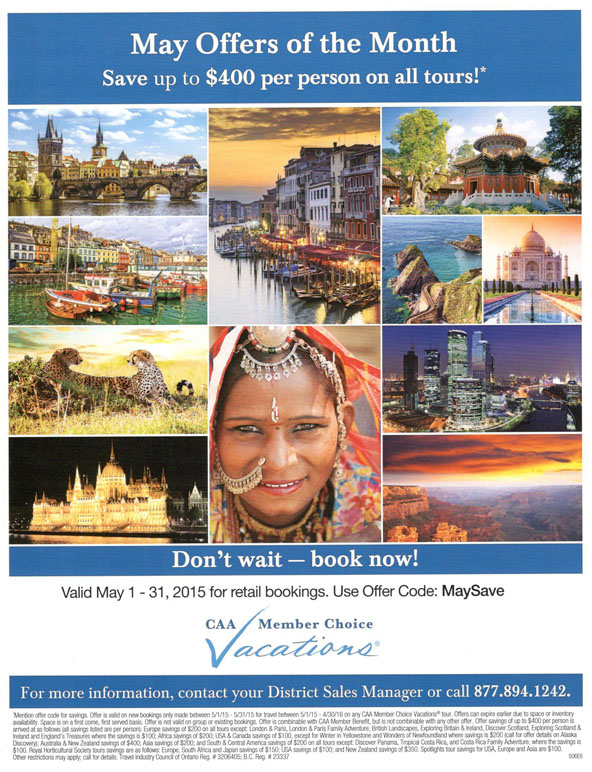 May Offers of the Month
Save up to $400 per person on all tours!*
Don't wait — book now!
Valid May 1 - 31, 2015 for retail bookings. Use Offer Code: MaySave
CAA Member Choice
Vacations®
For more information, contact your District Sales Manager or call 877.894.1242.
*Mention offer code for savings. Offer is valid on new bookings only made between 5/1/15 - 5/31/15 for travel between 5/1/15 - 4/30/16 on any CAA Member Choice Vacations® tour. Offers can expire earlier due to space or inventory
availability. Space is on a first come, first served basis. Offer is not valid on group or existing bookings. Offer is combinable with CAA Member Benefit, but is not combinable with any other offer. Offer savings of up to $400 per person is
arrived at as follows (all savings listed are per person): Europe savings of $200 on all tours except: London & Paris, London & Paris Family Adventure, British Landscapes, Exploring Britain & Ireland, Discover Scotland, Exploring Scotland &
Ireland and England's Treasures where the savings is $100; Africa savings of $200; USA & Canada savings of $100, except for Winter in Yellowstone and Wonders of Newfoundland where savings is $200 (call for offer details on Alaska
Discovery); Australia & New Zealand savings of $400; Asia savings of $200; and South & Central America savings of $200 on all tours except: Discover Panama, Tropical Costa Rica, and Costa Rica Family Adventure, where the savings is
$100. Royal Horticultural Society tours savings are as follows: Europe, South Africa and Japan savings of $150; USA savings of $100; and New Zealand savings of $350. Spotlights tour savings for USA, Europe and Asia are $100.
Other restrictions may apply; call for details. Travel Industry Council of Ontario Reg. # 3206405; B.C. Reg. # 23337